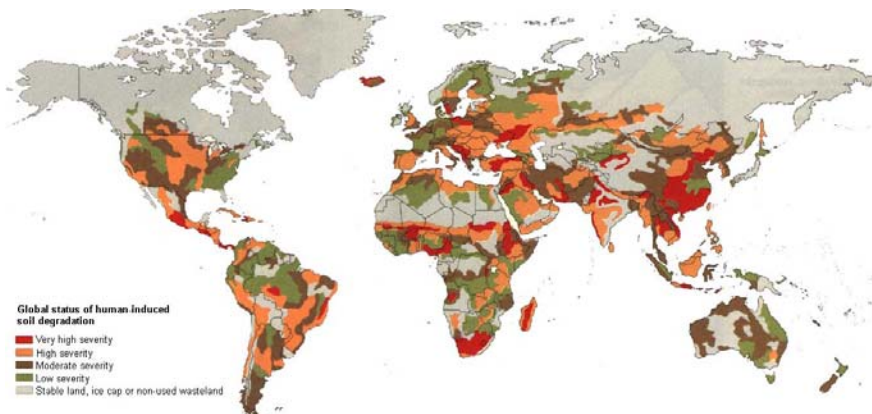 Global status of human-induced
soil degradation
Very high severity
High severity
Moderate severity
Low severity
Stable land, ice cap or non-used wasteland